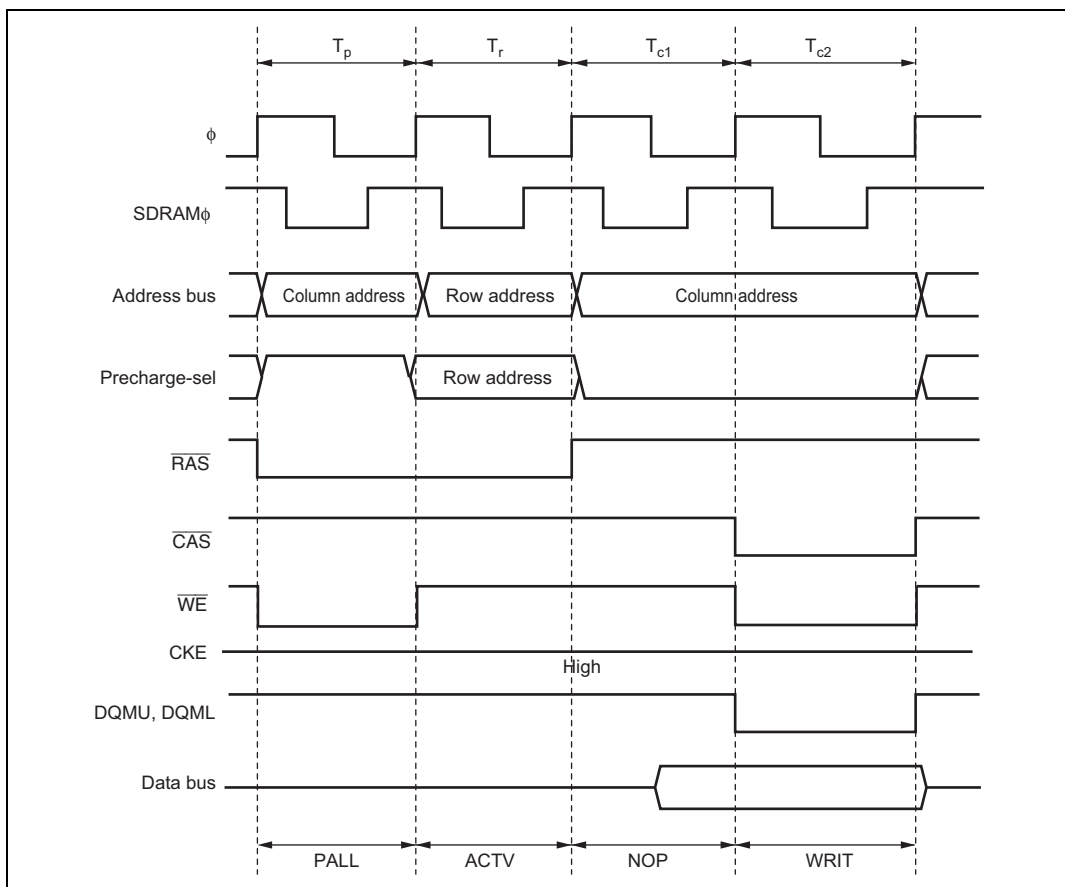 Tp Tr Tc1 Tc2
ϕ
SDRAMϕ
Address bus Column address Row address Column address
Precharge-sel Row address
RAS
CAS
WE
CKE
High
DQMU, DQML
Data bus
PALL ACTV NOP WRIT